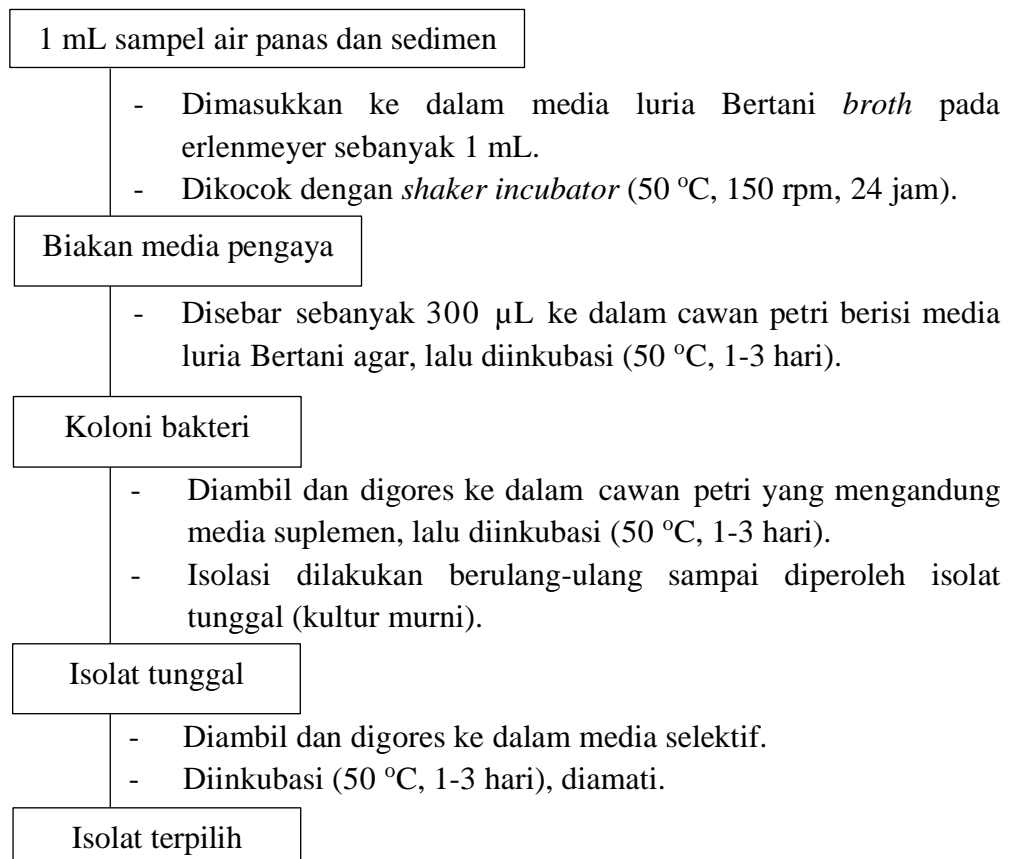 1 mL sampel air panas dan sedimen
- Dimasukkan ke dalam media luria Bertani broth pada
erlenmeyer sebanyak 1 mL.
- Dikocok dengan shaker incubator (50 °C, 150 rpm, 24 jam).
Biakan media pengaya
- Disebar sebanyak 300 µL ke dalam cawan petri berisi media
luria Bertani agar, lalu diinkubasi (50 °C, 1-3 hari).
Koloni bakteri
- Diambil dan digores ke dalam cawan petri yang mengandung
media suplemen, lalu diinkubasi (50 °C, 1-3 hari).
- Isolasi dilakukan berulang-ulang sampai diperoleh isolat
tunggal (kultur murni).
Isolat tunggal
- Diambil dan digores ke dalam media selektif.
- Diinkubasi (50 °C, 1-3 hari), diamati.
Isolat terpilih